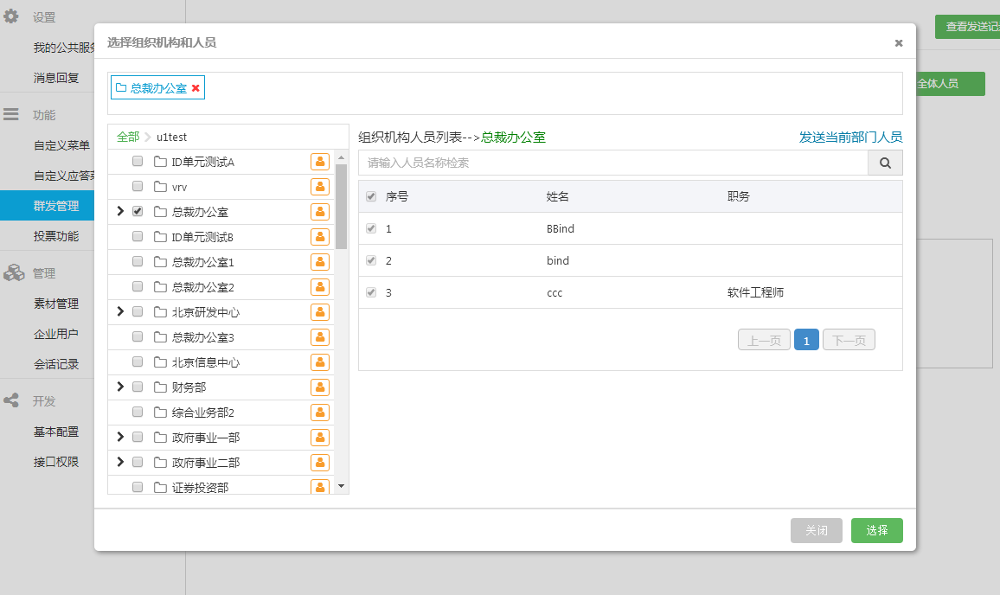 设置
我的公共服务
消息回复
功能
自定义菜单
自定义应答
群发管理
投票功能
管理
素材管理
企业用户
会话记录
开发
基本配置
接口权限
查看发送记
全体人员
选择组织机构和人员
总裁办公室
全部 u1test
ID单元测试A
vrv
总裁办公室
ID单元测试B
总裁办公室1
总裁办公室2
北京研发中心
总裁办公室3
北京信息中心
财务部
综合业务部2
政府事业一部
政府事业二部
证券投资部
组织机构人员列表-->总裁办公室 发送当前部门人员
请输入人员名称检索
序号 姓名 职务
1 BBind
2 bind
3 ccc 软件工程师
上一页 1 下一页
关闭 选择